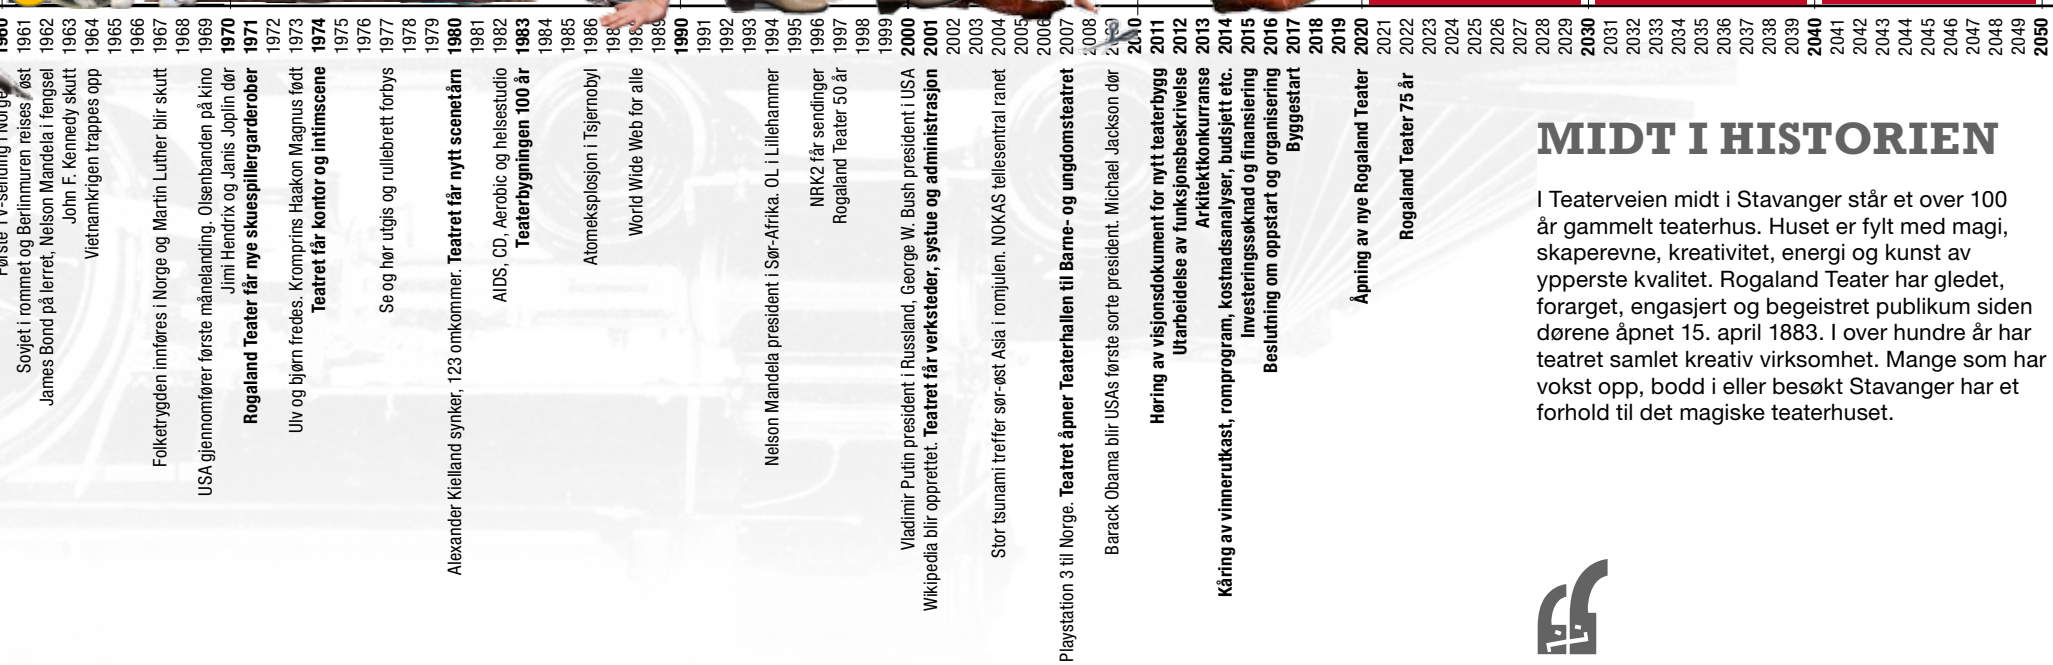 1960
1961
1962
1963
1964
1965
1966
1967
1968
1969
1970
1971
1972
1973
1974
1975
1976
1977
1978
1979
1980
1981
1982
1983
1984
1985
1986
1989
1990
1991
1992
1993
1994
1995
1996
1997
1998
1999
2000
2001
2002
2003
2004
2005
2006
2007
2008
2010
2011
2012
2013
2014
2015
2016
2017
2018
2019
2020
2021
2022
2023
2024
2025
2026
2027
2028
2029
2030
2031
2032
2033
2034
2035
2036
2037
2038
2039
2040
2041
2042
2043
2044
2045
2046
2047
2048
2049
2050
Første TV-sending i Norge
Sovjet i rommet og Berlinmuren reises i øst
James Bond på lerret, Nelson Mandela i fengsel
John F. Kennedy skutt
Vietnamkrigen trappes opp
Folketrygden innføres i Norge og Martin Luther blir skutt
USA gjennomfører første månelanding. Olsenbanden på kino
Jimi Hendrix og Janis Joplin dør
Rogaland Teater får nye skuespillergarderober
Ulv og bjørn fredes. Kromprins Haakon Magnus født
Teatret får kontor og intimscene
Se og hør utgis og rullebrett forbys
Alexander Kielland synker, 123 omkommer. Teatret får nytt scenetårn
AIDS, CD, Aerobic og helsestudio
Teaterbygningen 100 år
Atomeksplosjon i Tsjernobyl
World Wide Web for alle
Nelson Mandela president i Sør-Afrika. OL i Lillehammer
NRK2 får sendinger
Rogaland Teater 50 år
Vladimir Putin president i Russland, George W. Bush president i USA
Wikipedia blir opprettet. Teatret får verksteder, systue og administrasjon
Stor tsunami treffer sør-øst Asia i romjulen. NOKAS tellesentral ranet
Playstation 3 til Norge. Teatret åpner Teaterhallen til Barne- og ungdomsteatret
Barack Obama blir USAs første sorte president. Michael Jackson dør
Høring av visjonsdokument for nytt teaterbygg
Utarbeidelse av funksjonsbeskrivelse
Arkitektkonkurranse
Kåring av vinnerutkast, romprogram, kostnadsanalyser, budsjett etc.
Investeringssøknad og finansiering
Beslutning om oppstart og organisering
Byggestart
Åpning av nye Rogaland Teater
Rogaland Teater 75 år
MIDT I HISTORIEN
I Teaterveien midt i Stavanger står et over 100
år gammelt teaterhus. Huset er fylt med magi,
skaperevne, kreativitet, energi og kunst av
ypperste kvalitet. Rogaland Teater har gledet,
forarget, engasjert og begeistret publikum siden
dørene åpnet 15. april 1883. I over hundre år har
teatret samlet kreativ virksomhet. Mange som har
vokst opp, bodd i eller besøkt Stavanger har et
forhold til det magiske teaterhuset.